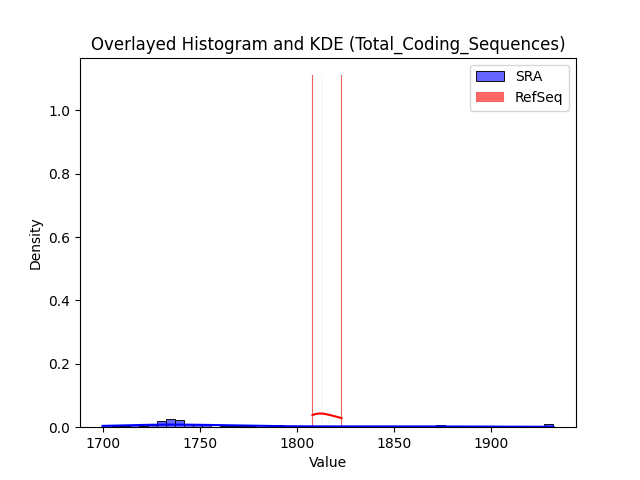 Overlayed Histogram and KDE (Total_Coding_Sequences)
SRA
RefSeq
Density
1.0
0.8
0.6
0.4
0.2
0.0
1700 1750 1800 1850 1900
Value